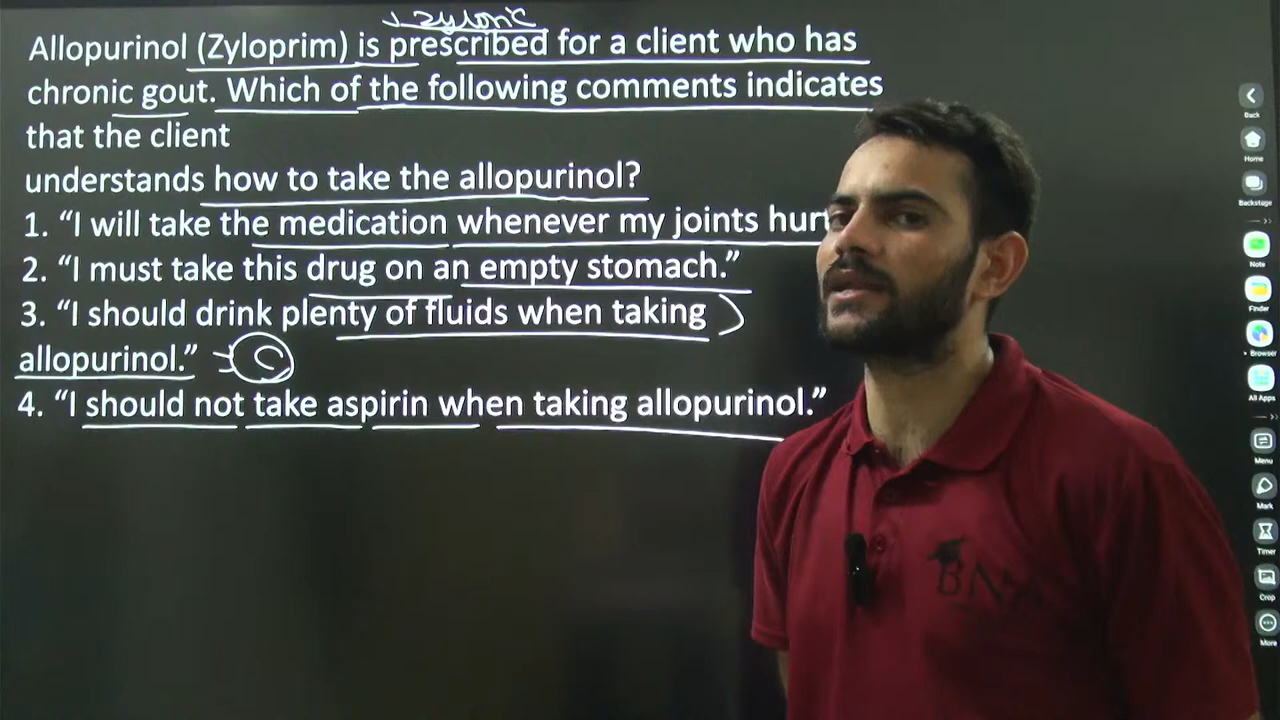 zyloric
Allopurinol (Zyloprim) is prescribed for a client who has
chronic gout. Which of the following comments indicates
that the client
understands how to take the allopurinol?
1. “I will take the medication whenever my joints hurt
2. “I must take this drug on an empty stomach.”
3. “I should drink plenty of fluids when taking
allopurinol.” C
4. “I should not take aspirin when taking allopurinol.”
Back
Home
Backstage
Note
Finder
Browser
All Apps
Menu
Mark
Timer
Crop
More